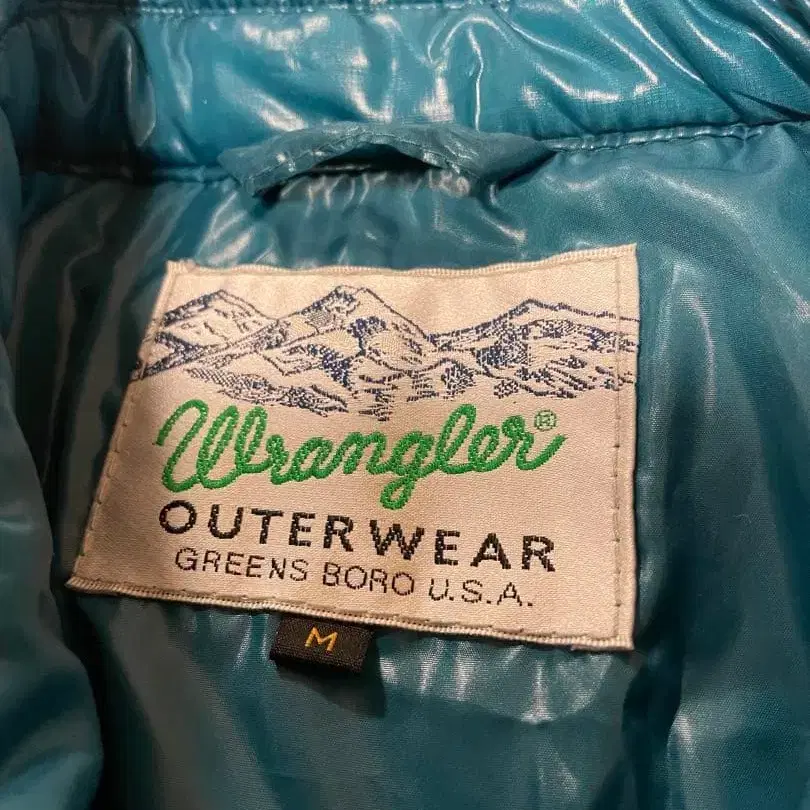 Wrangler®
OUTERWEAR
GREENS BORO U.S.A.
M